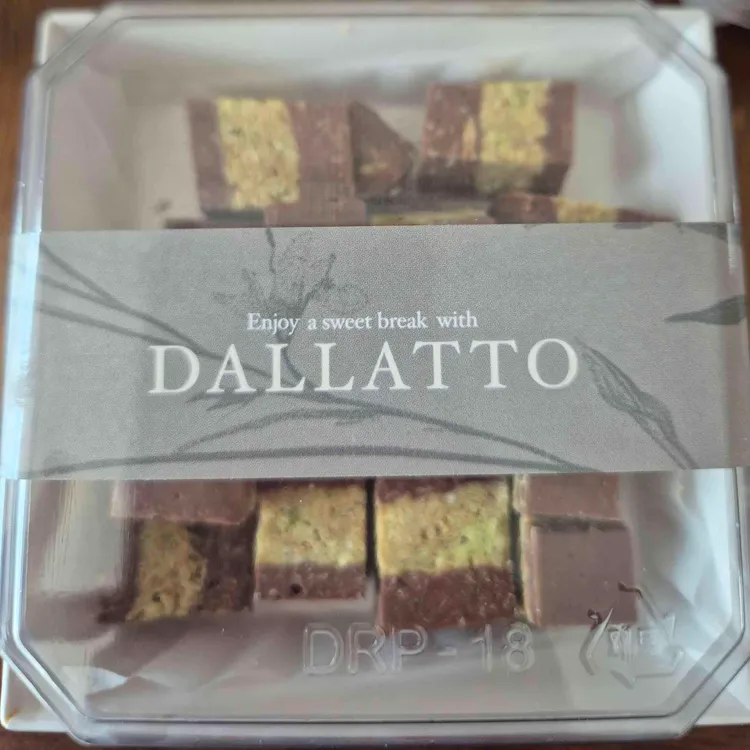 Enjoy a sweet break with
DALLATTO
DRP-18